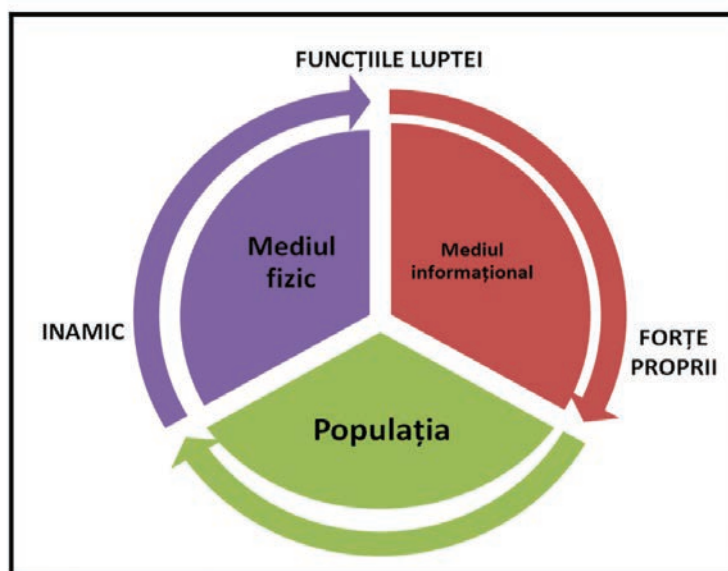 FUNCȚIILE LUPTEI
Mediul
fizic
Mediul
informațional
INAMIC
FORȚE
PROPRII
Populația